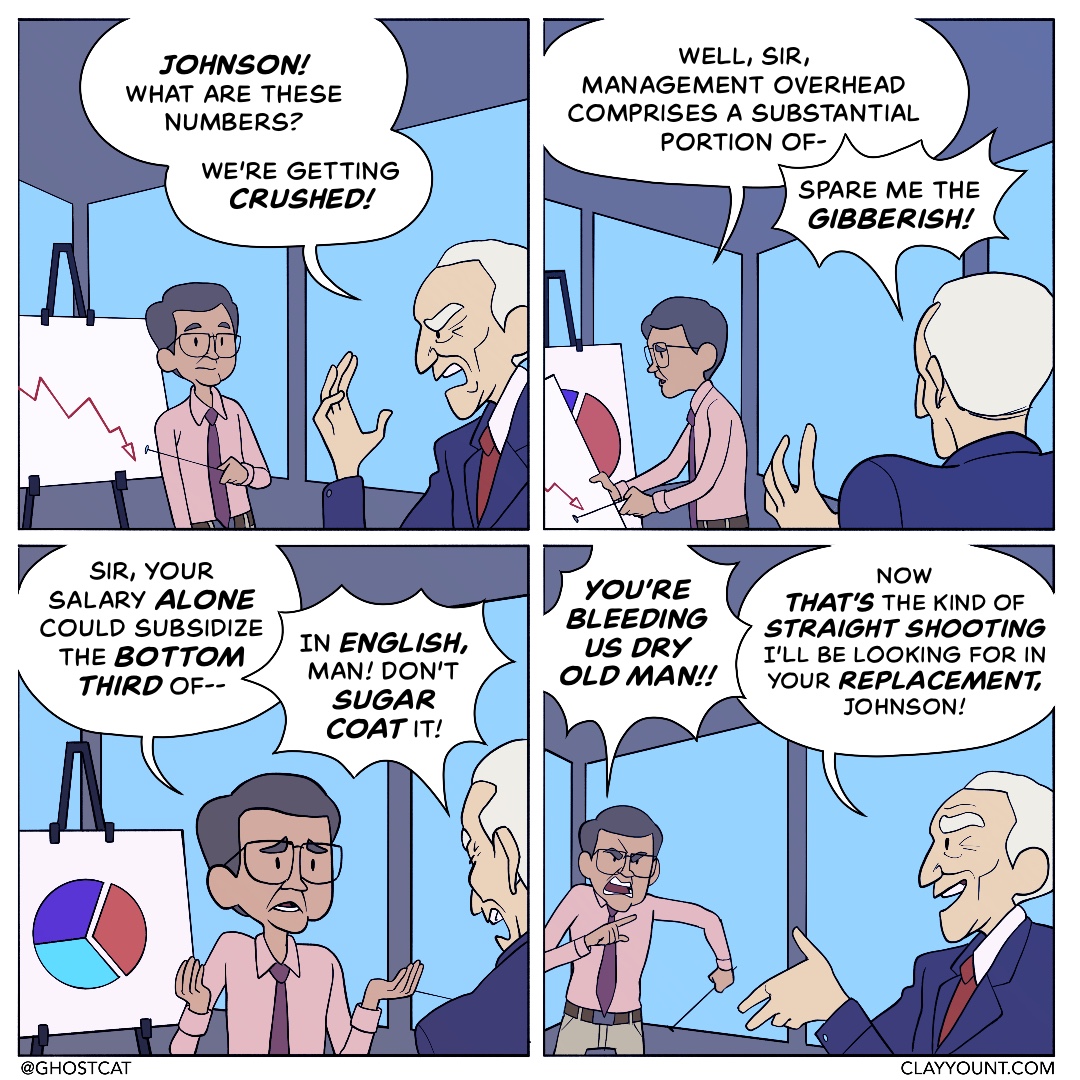 JOHNSON!
WHAT ARE THESE
NUMBERS?
WE'RE GETTING
CRUSHED!
WELL, SIR,
MANAGEMENT OVERHEAD
COMPRISES A SUBSTANTIAL
PORTION OF-
SPARE ME THE
GIBBERISH!
SIR, YOUR
SALARY ALONE
COULD SUBSIDIZE
THE BOTTOM
THIRD OF--
IN ENGLISH,
MAN! DON'T
SUGAR
COAT IT!
YOU'RE
BLEEDING
US DRY
OLD MAN!!
NOW
THAT'S THE KIND OF
STRAIGHT SHOOTING
I'LL BE LOOKING FOR IN
YOUR REPLACEMENT,
JOHNSON!
@GHOSTCAT
CLAYYOUNT.COM